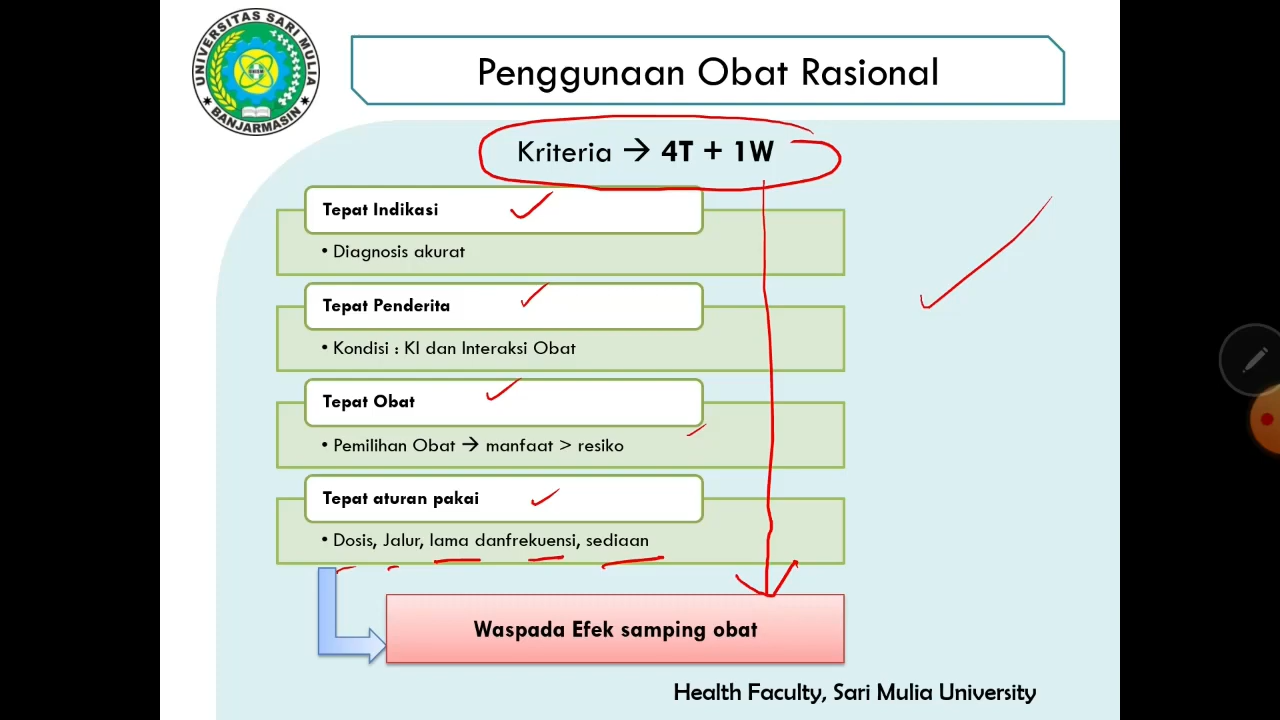 UNIVERSITAS SARI MULIA
BANJARMASIN
Penggunaan Obat Rasional
Kriteria → 4T + 1W
Tepat Indikasi
• Diagnosis akurat
Tepat Penderita
• Kondisi : KI dan Interaksi Obat
Tepat Obat
• Pemilihan Obat → manfaat > resiko
Tepat aturan pakai
• Dosis, Jalur, lama danfrekuensi, sediaan
Waspada Efek samping obat
Health Faculty, Sari Mulia University